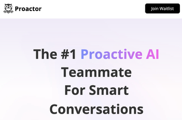 Proactor
Join Waitlist
The #1 Proactive AI
Teammate
For Smart
Conversations